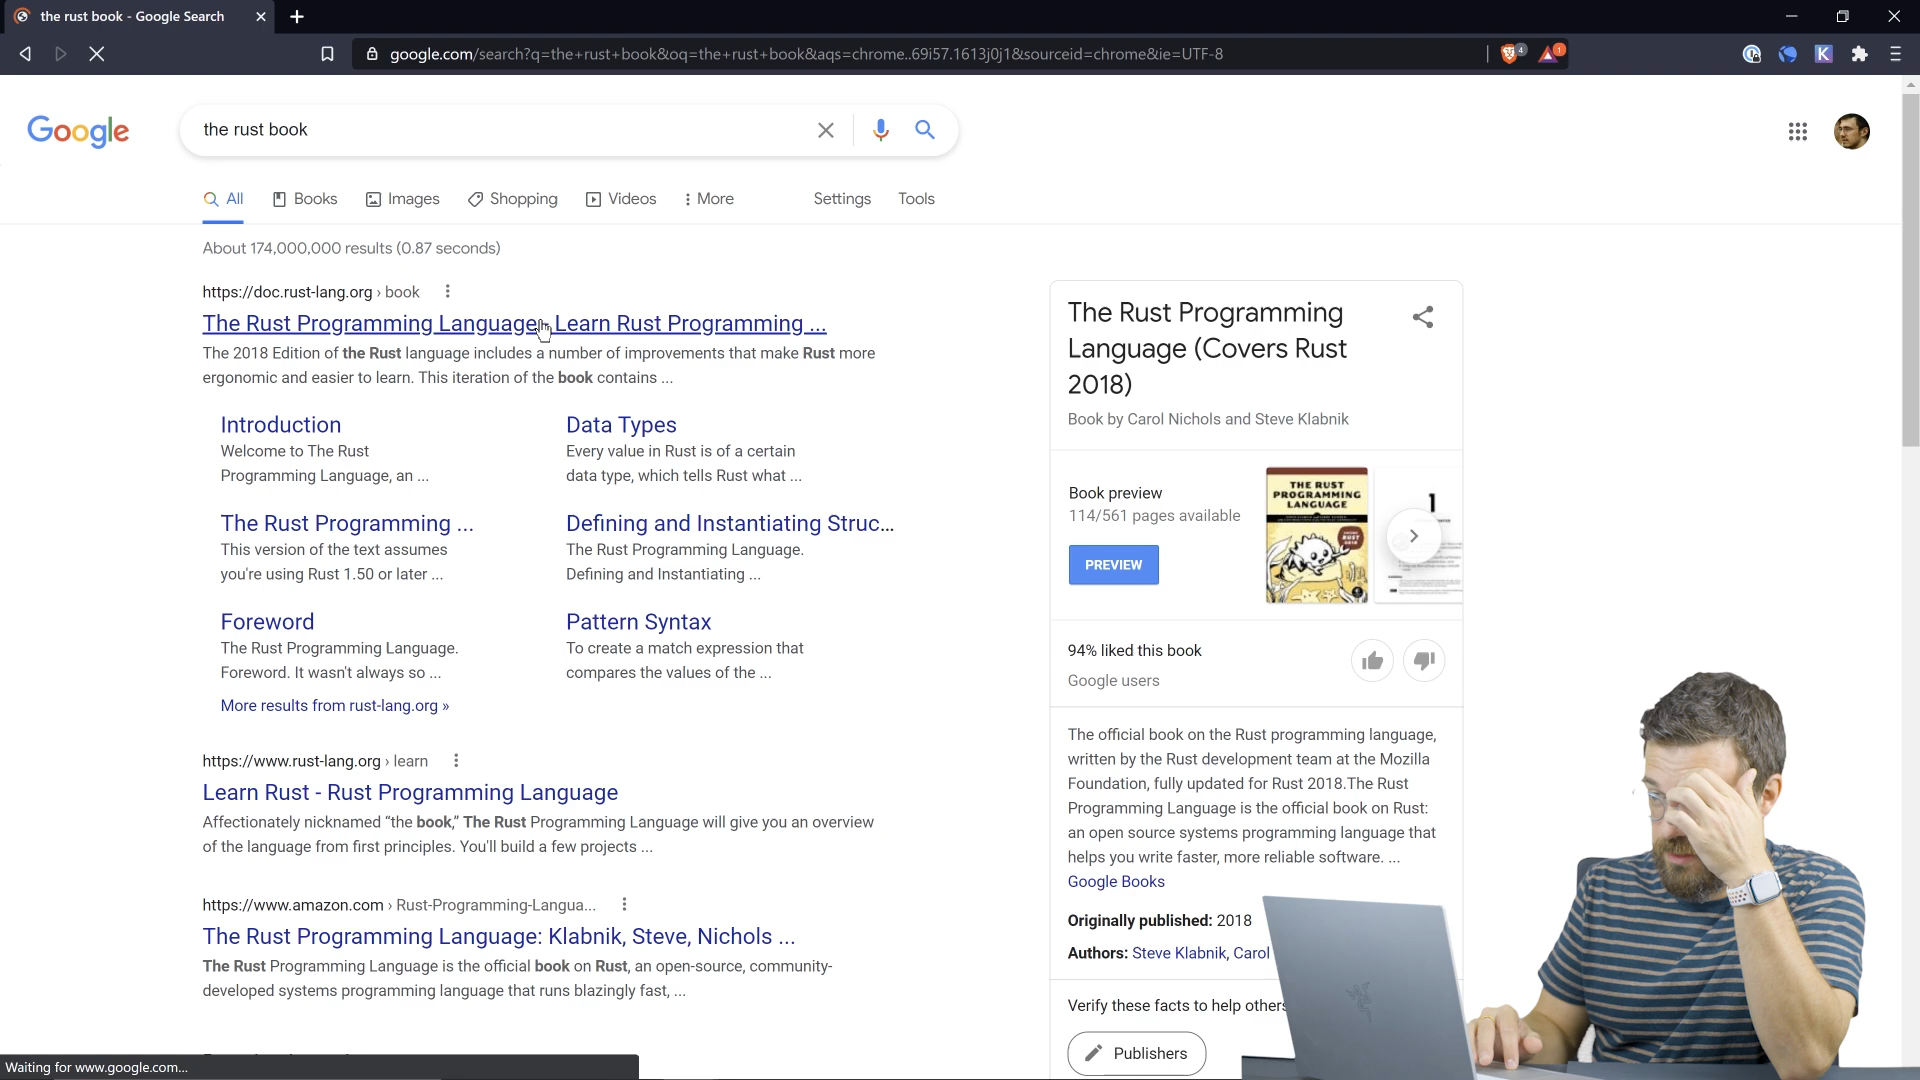 the rust book - Google Search
google.com/search?q=the+rust+book&oq=the+rust+book&aqs=chrome..69i57.1613j0j1&sourceid=chrome&ie=UTF-8
4
1
K
Google
the rust book
All
Books
Images
Shopping
Videos
More
Settings
Tools
About 174,000,000 results (0.87 seconds)
https://doc.rust-lang.org › book
The Rust Programming Language - Learn Rust Programming ...
The 2018 Edition of the Rust language includes a number of improvements that make Rust more
ergonomic and easier to learn. This iteration of the book contains ...
Introduction
Welcome to The Rust
Programming Language, an ...
Data Types
Every value in Rust is of a certain
data type, which tells Rust what ...
The Rust Programming ...
This version of the text assumes
you're using Rust 1.50 or later ...
Defining and Instantiating Struc...
The Rust Programming Language.
Defining and Instantiating ...
Foreword
The Rust Programming Language.
Foreword. It wasn't always so ...
Pattern Syntax
To create a match expression that
compares the values of the ...
More results from rust-lang.org »
https://www.rust-lang.org › learn
Learn Rust - Rust Programming Language
Affectionately nicknamed “the book,” The Rust Programming Language will give you an overview
of the language from first principles. You'll build a few projects ...
https://www.amazon.com › Rust-Programming-Langua...
The Rust Programming Language: Klabnik, Steve, Nichols ...
The Rust Programming Language is the official book on Rust, an open-source, community-
developed systems programming language that runs blazingly fast, ...
Waiting for www.google.com...
The Rust Programming
Language (Covers Rust
2018)
Book by Carol Nichols and Steve Klabnik
Book preview
114/561 pages available
PREVIEW
THE RUST
PROGRAMMING
LANGUAGE
1
94% liked this book
Google users
The official book on the Rust programming language,
written by the Rust development team at the Mozilla
Foundation, fully updated for Rust 2018.The Rust
Programming Language is the official book on Rust:
an open source systems programming language that
helps you write faster, more reliable software. ...
Google Books
Originally published: 2018
Authors: Steve Klabnik, Carol
Verify these facts to help others
Publishers